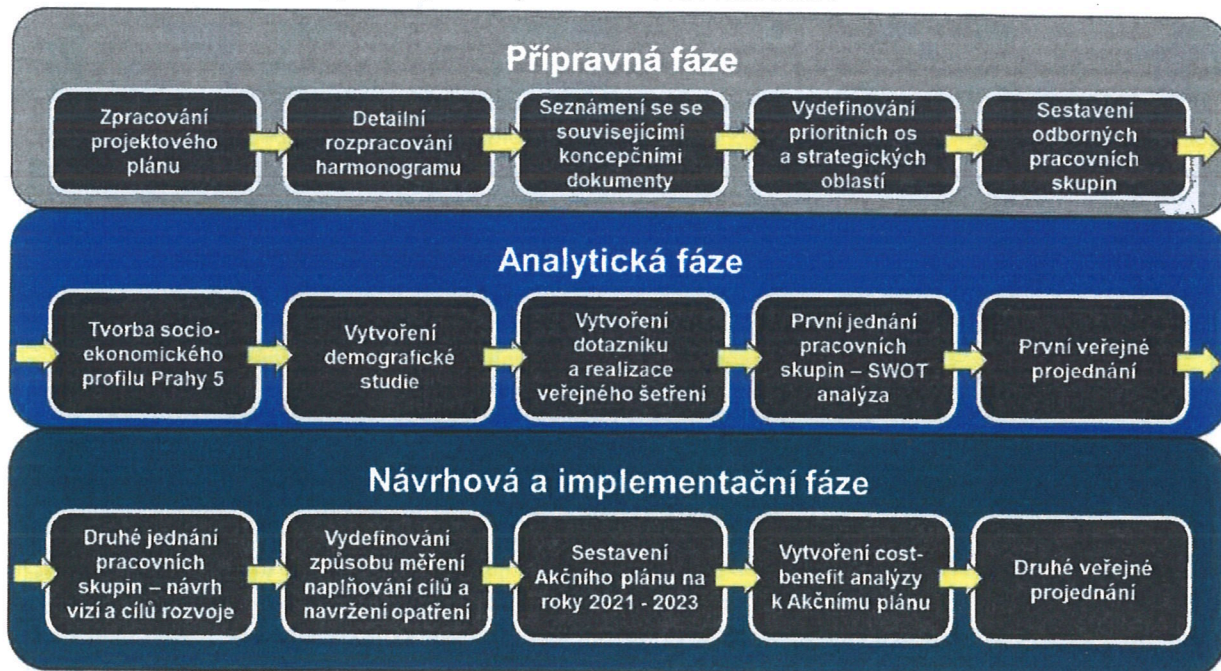 Přípravná fáze
Zpracování
projektového
plánu
Detailní
rozpracování
harmonogramu
Seznámení se se
souvisejícími
koncepčními
dokumenty
Vydefinování
prioritních os
a strategických
oblastí
Sestavení
odborných
pracovních
skupin
Analytická fáze
Tvorba socio-
ekonomického
profilu Prahy 5
Vytvoření
demografické
studie
Vytvoření
dotazníku
a realizace
veřejného šetření
První jednání
pracovních
skupin – SWOT
analýza
První veřejné
projednání
Návrhová a implementační fáze
Druhé jednání
pracovních
skupin – návrh
vizí a cílů rozvoje
Vydefinování
způsobu měření
naplňování cílů a
navržení opatření
Sestavení
Akčního plánu na
roky 2021 - 2023
Vytvoření cost-
benefit analýzy
k Akčnímu plánu
Druhé veřejné
projednání